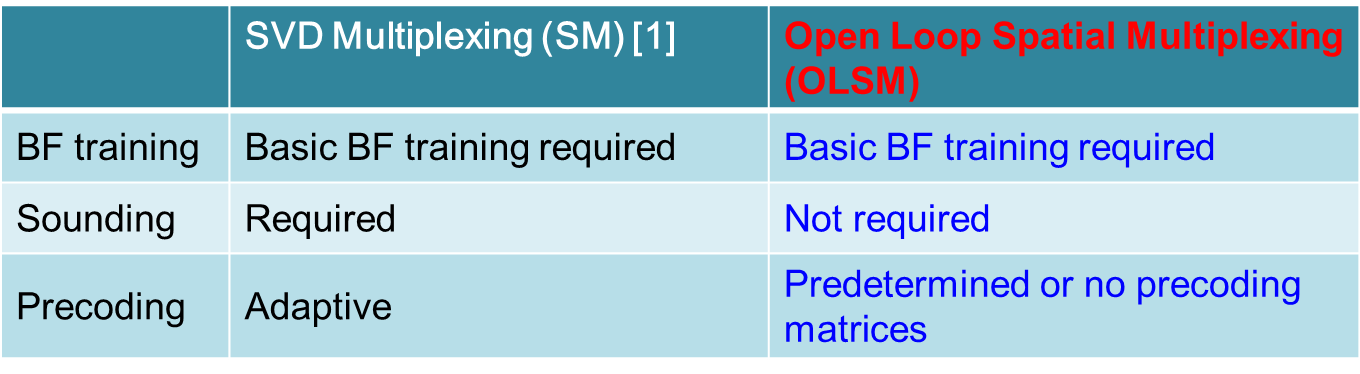 SVD Multiplexing (SM) [1]
Open Loop Spatial Multiplexing
(OLSM)
BF training
Basic BF training required
Basic BF training required
Sounding
Required
Not required
Precoding
Adaptive
Predetermined or no precoding
matrices